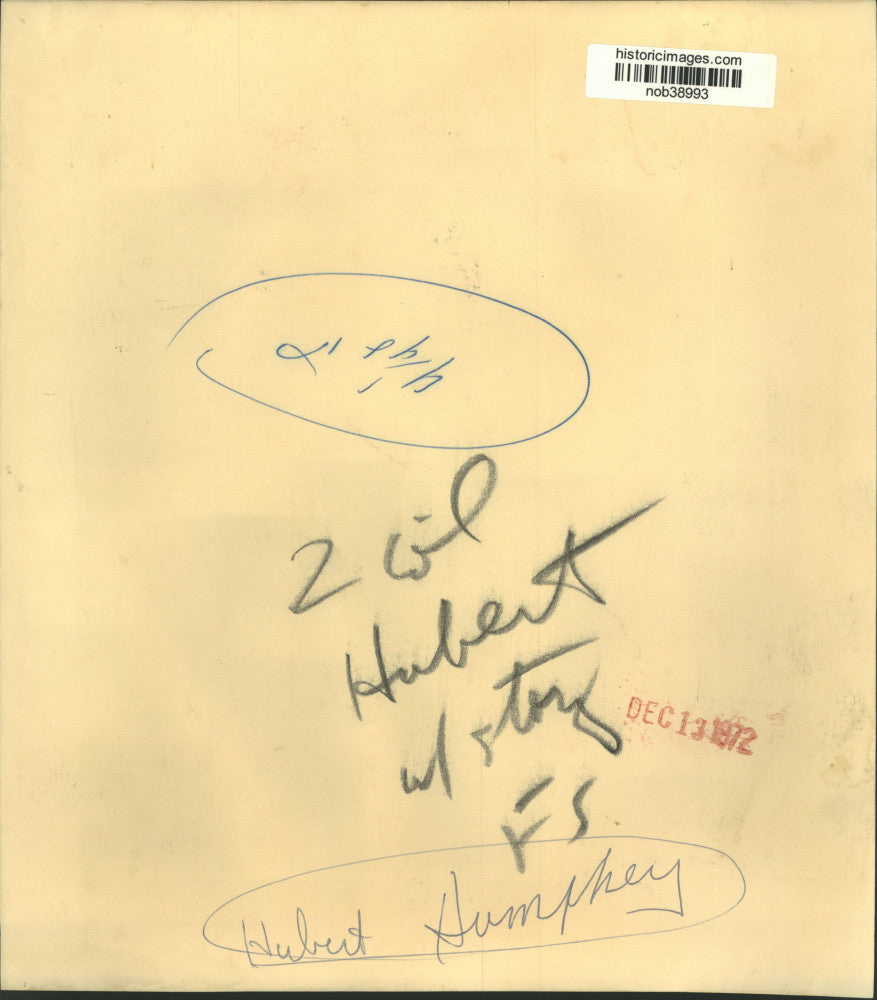 historicimages.com
nob38993
2 col
Hubert
w/ story
DEC 13 1972
FS
Hubert Humphrey